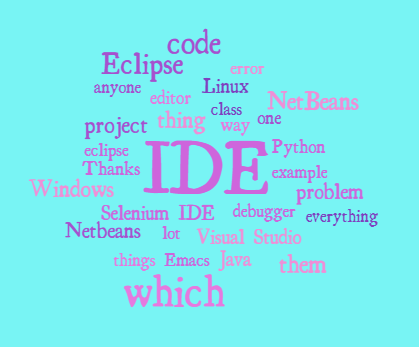 code
Eclipse error
anyone editor Linux
class NetBeans
project thing way one
eclipse IDE Python
Thanks example
Windows problem
Selenium IDE debugger everything
Netbeans lot Visual Studio
things Emacs Java them
which